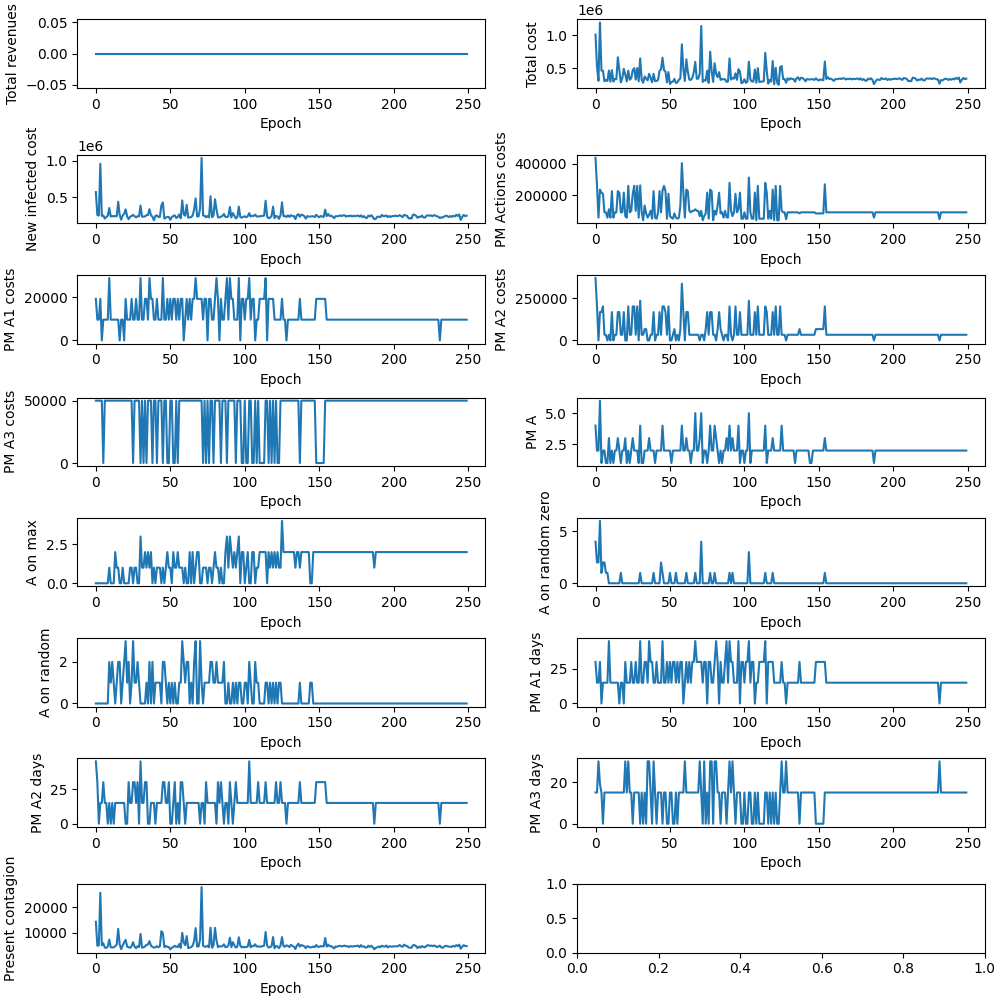 Total revenues
0.05
0.00
−0.05
0 50 100 150 200 250
Epoch
Total cost
1e6
1.0
0.5
0 50 100 150 200 250
Epoch
New infected cost
1e6
1.0
0.5
0 50 100 150 200 250
Epoch
PM Actions costs
400000
200000
0 50 100 150 200 250
Epoch
PM A1 costs
20000
0
0 50 100 150 200 250
Epoch
PM A2 costs
250000
0
0 50 100 150 200 250
Epoch
PM A3 costs
50000
0
0 50 100 150 200 250
Epoch
PM A
5.0
2.5
0 50 100 150 200 250
Epoch
A on max
2.5
0.0
0 50 100 150 200 250
Epoch
A on random zero
5
0
0 50 100 150 200 250
Epoch
A on random
2
0
0 50 100 150 200 250
Epoch
PM A1 days
25
0
0 50 100 150 200 250
Epoch
PM A2 days
25
0
0 50 100 150 200 250
Epoch
PM A3 days
20
0
0 50 100 150 200 250
Epoch
Present contagion
20000
10000
0 50 100 150 200 250
Epoch
1.0
0.5
0.0
0.0 0.2 0.4 0.6 0.8 1.0